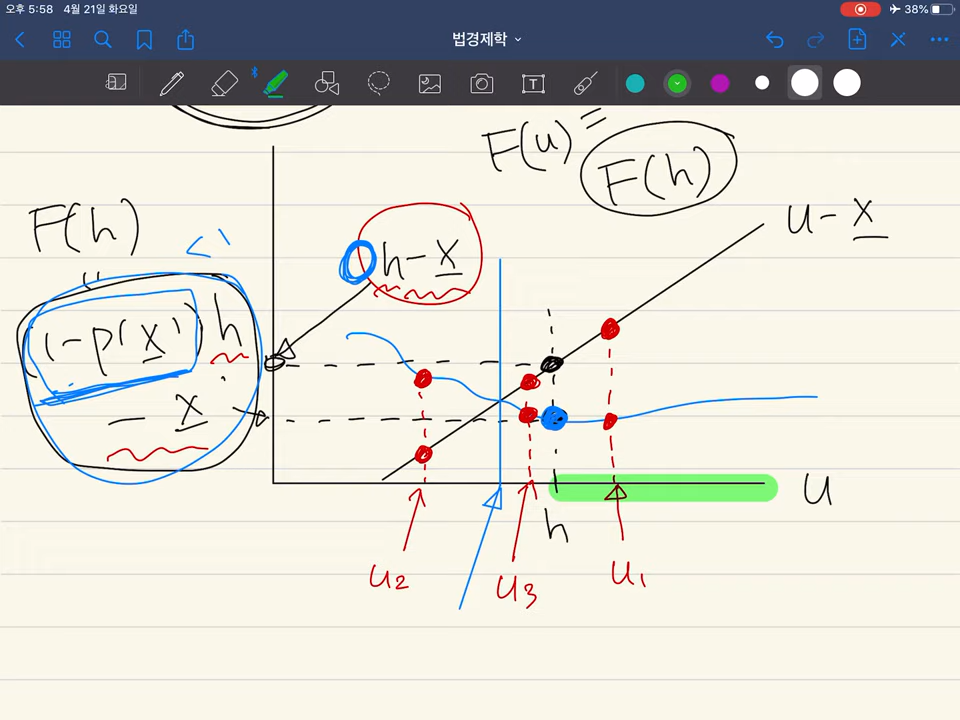 오후 5:58 4월 21일 화요일
38%
법경제학
T
F(u) =
F(h)
u - x
F(h)
<1
h - x
(1-p(x)) h
- x
u
h
u2
u3
u1